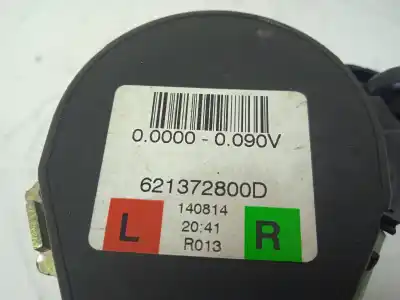 0.0000 - 0.090V
621372800D
L 140814 R
20:41
R013